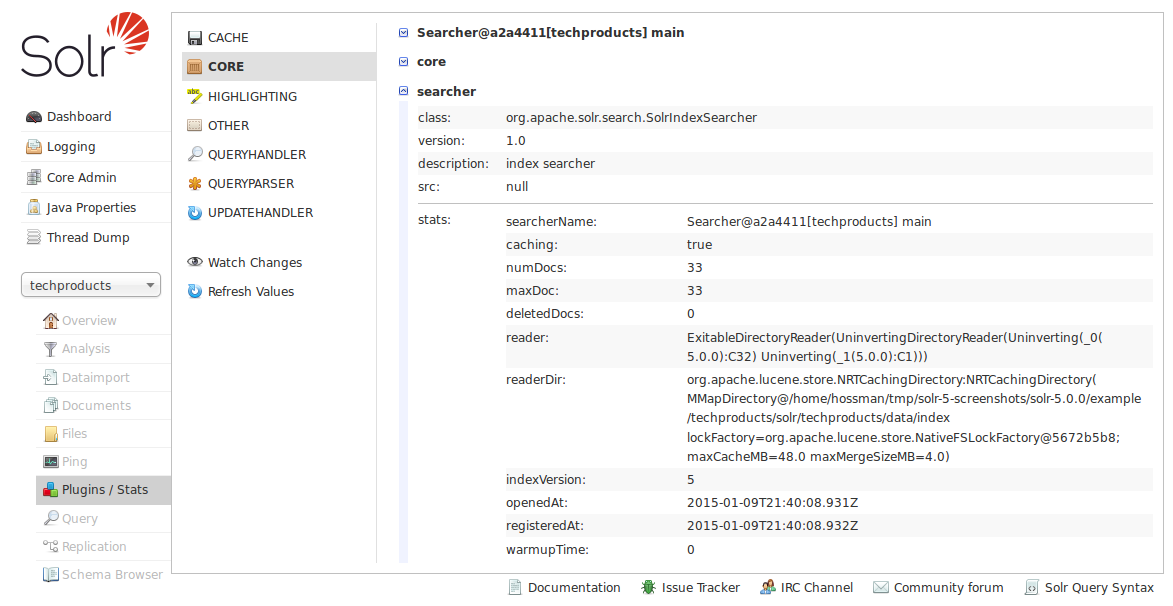 Solr
Dashboard
Logging
Core Admin
Java Properties
Thread Dump
techproducts
Overview
Analysis
Dataimport
Documents
Files
Ping
Plugins / Stats
Query
Replication
Schema Browser
CACHE
CORE
abc
HIGHLIGHTING
OTHER
QUERYHANDLER
QUERYPARSER
UPDATEHANDLER
Watch Changes
Refresh Values
Searcher@a2a4411[techproducts] main
core
searcher
class: org.apache.solr.search.SolrIndexSearcher
version: 1.0
description: index searcher
src: null
stats: searcherName: Searcher@a2a4411[techproducts] main
caching: true
numDocs: 33
maxDoc: 33
deletedDocs: 0
reader: ExitableDirectoryReader(UninvertingDirectoryReader(Uninverting(_0(
5.0.0):C32) Uninverting(_1(5.0.0):C1)))
readerDir: org.apache.lucene.store.NRTCachingDirectory:NRTCachingDirectory(
MMapDirectory@/home/hossman/tmp/solr-5-screenshots/solr-5.0.0/example
/techproducts/solr/techproducts/data/index
lockFactory=org.apache.lucene.store.NativeFSLockFactory@5672b5b8;
maxCacheMB=48.0 maxMergeSizeMB=4.0)
indexVersion: 5
openedAt: 2015-01-09T21:40:08.931Z
registeredAt: 2015-01-09T21:40:08.932Z
warmupTime: 0
Documentation Issue Tracker IRC Channel Community forum Solr Query Syntax